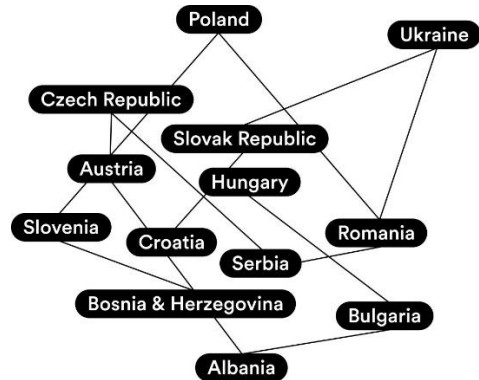 Poland
Ukraine
Czech Republic
Slovak Republic
Austria
Hungary
Slovenia
Croatia
Romania
Serbia
Bosnia & Herzegovina
Bulgaria
Albania